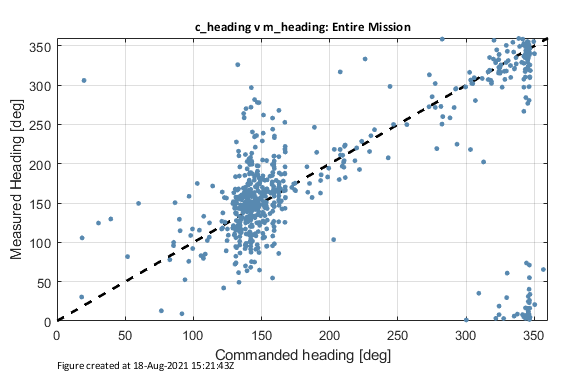 c_heading v m_heading: Entire Mission
Measured Heading [deg]
350
300
250
200
150
100
50
0
0 50 100 150 200 250 300 350
Commanded heading [deg]
Figure created at 18-Aug-2021 15:21:43Z